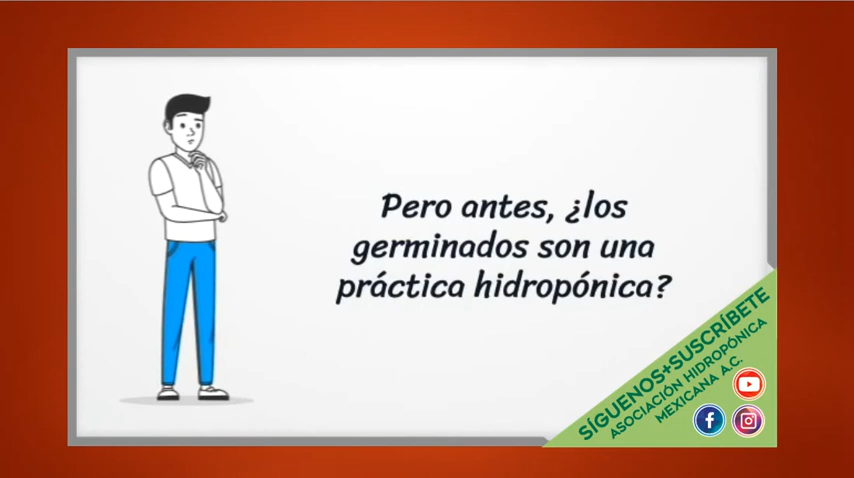 Pero antes, ¿los
germinados son una
práctica hidropónica?
SÍGUENOS+SUSCRÍBETE
ASOCIACIÓN HIDROPÓNICA
MEXICANA A.C.